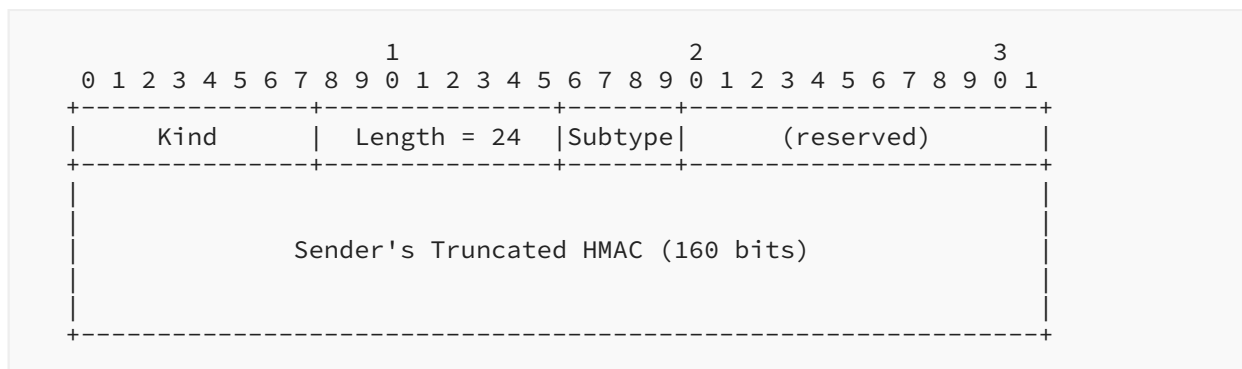 1 2 3
0 1 2 3 4 5 6 7 8 9 0 1 2 3 4 5 6 7 8 9 0 1 2 3 4 5 6 7 8 9 0 1
+---------------+---------------+-------+-----------------------+
| Kind | Length = 24 |Subtype| (reserved) |
+---------------+---------------+-------+-----------------------+
| |
| |
| Sender's Truncated HMAC (160 bits) |
| |
| |
+---------------------------------------------------------------+